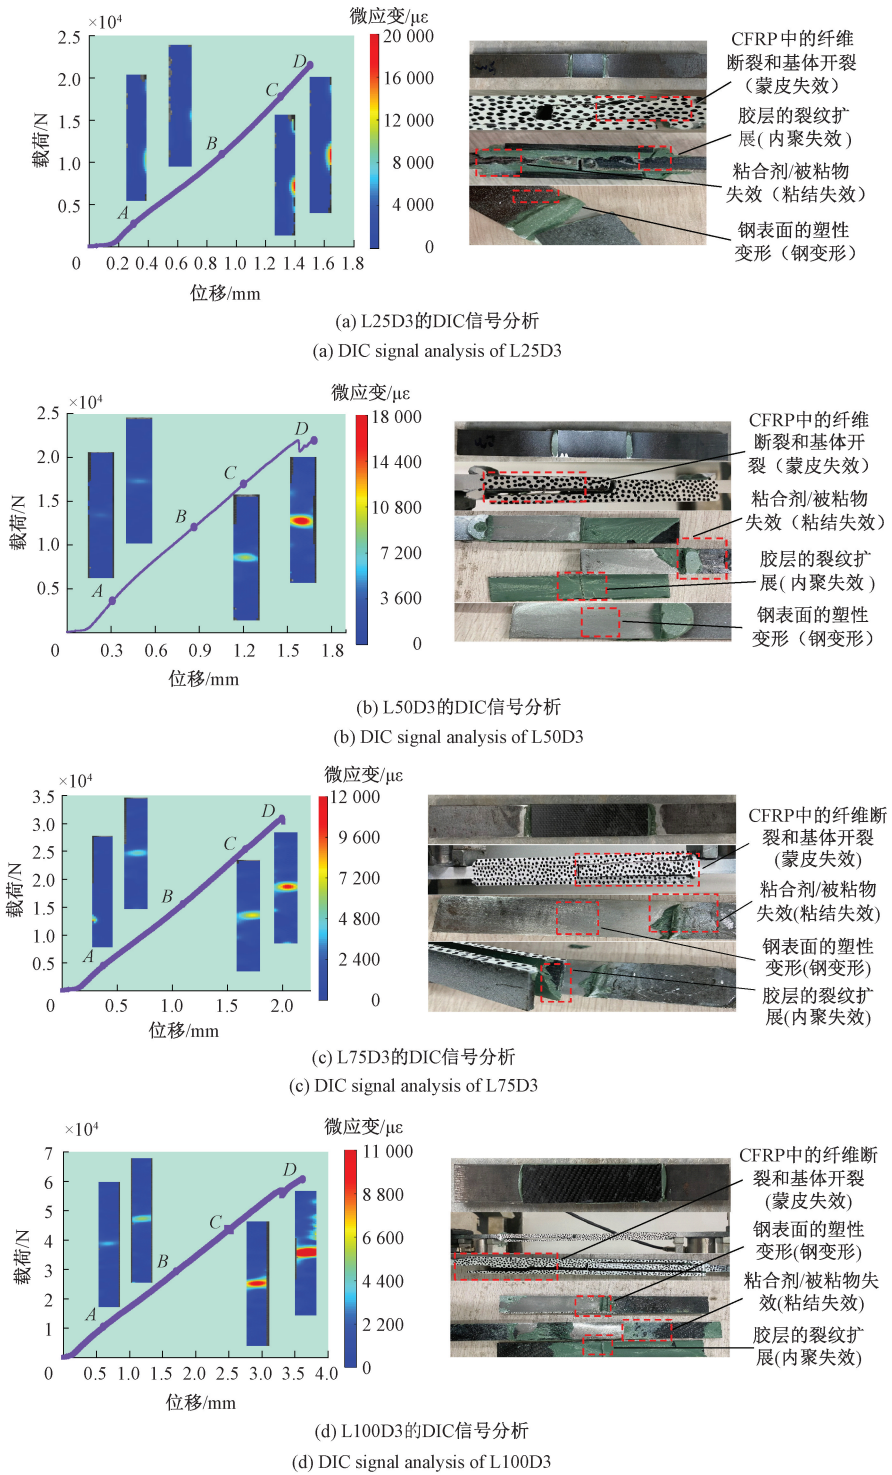 微应变/με
×10⁴
2.5
2.0
1.5
1.0
0.5
0
0.2 0.4 0.6 0.8 1.0 1.2 1.4 1.6 1.8
载荷/N
位移/mm
A
B
C
D
20 000
16 000
12 000
8 000
4 000
0
CFRP中的纤维
断裂和基体开裂
（蒙皮失效）
胶层的裂纹扩
展(内聚失效)
粘合剂/被粘物
失效（粘结失效）
钢表面的塑性
变形（钢变形）
(a) L25D3的DIC信号分析
(a) DIC signal analysis of L25D3
微应变/με
×10⁴
2.5
2.0
1.5
1.0
0.5
0 0.3 0.6 0.9 1.2 1.5 1.8
载荷/N
位移/mm
A
B
C
D
18 000
14 400
10 800
7 200
3 600
0
CFRP中的纤维
断裂和基体开
裂（蒙皮失效）
粘合剂/被粘物
失效（粘结失效）
胶层的裂纹扩
展(内聚失效)
钢表面的塑性
变形（钢变形）
(b) L50D3的DIC信号分析
(b) DIC signal analysis of L50D3
微应变/με
×10⁴
3.5
3.0
2.5
2.0
1.5
1.0
0.5
0 0.5 1.0 1.5 2.0
载荷/N
位移/mm
A
B
C
D
12 000
9 600
7 200
4 800
2 400
0
CFRP中的纤维断
裂和基体开裂
(蒙皮失效)
粘合剂/被粘物
失效(粘结失效)
钢表面的塑性
变形(钢变形)
胶层的裂纹扩
展(内聚失效)
(c) L75D3的DIC信号分析
(c) DIC signal analysis of L75D3
微应变/με
×10⁴
7
6
5
4
3
2
1
0 0.5 1.0 1.5 2.0 2.5 3.0 3.5 4.0
载荷/N
位移/mm
A
B
C
D
11 000
8 800
6 600
4 400
2 200
0
CFRP中的纤维断
裂和基体开裂
(蒙皮失效)
钢表面的塑性
变形(钢变形)
粘合剂/被粘物失
效(粘结失效)
胶层的裂纹扩
展(内聚失效)
(d) L100D3的DIC信号分析
(d) DIC signal analysis of L100D3